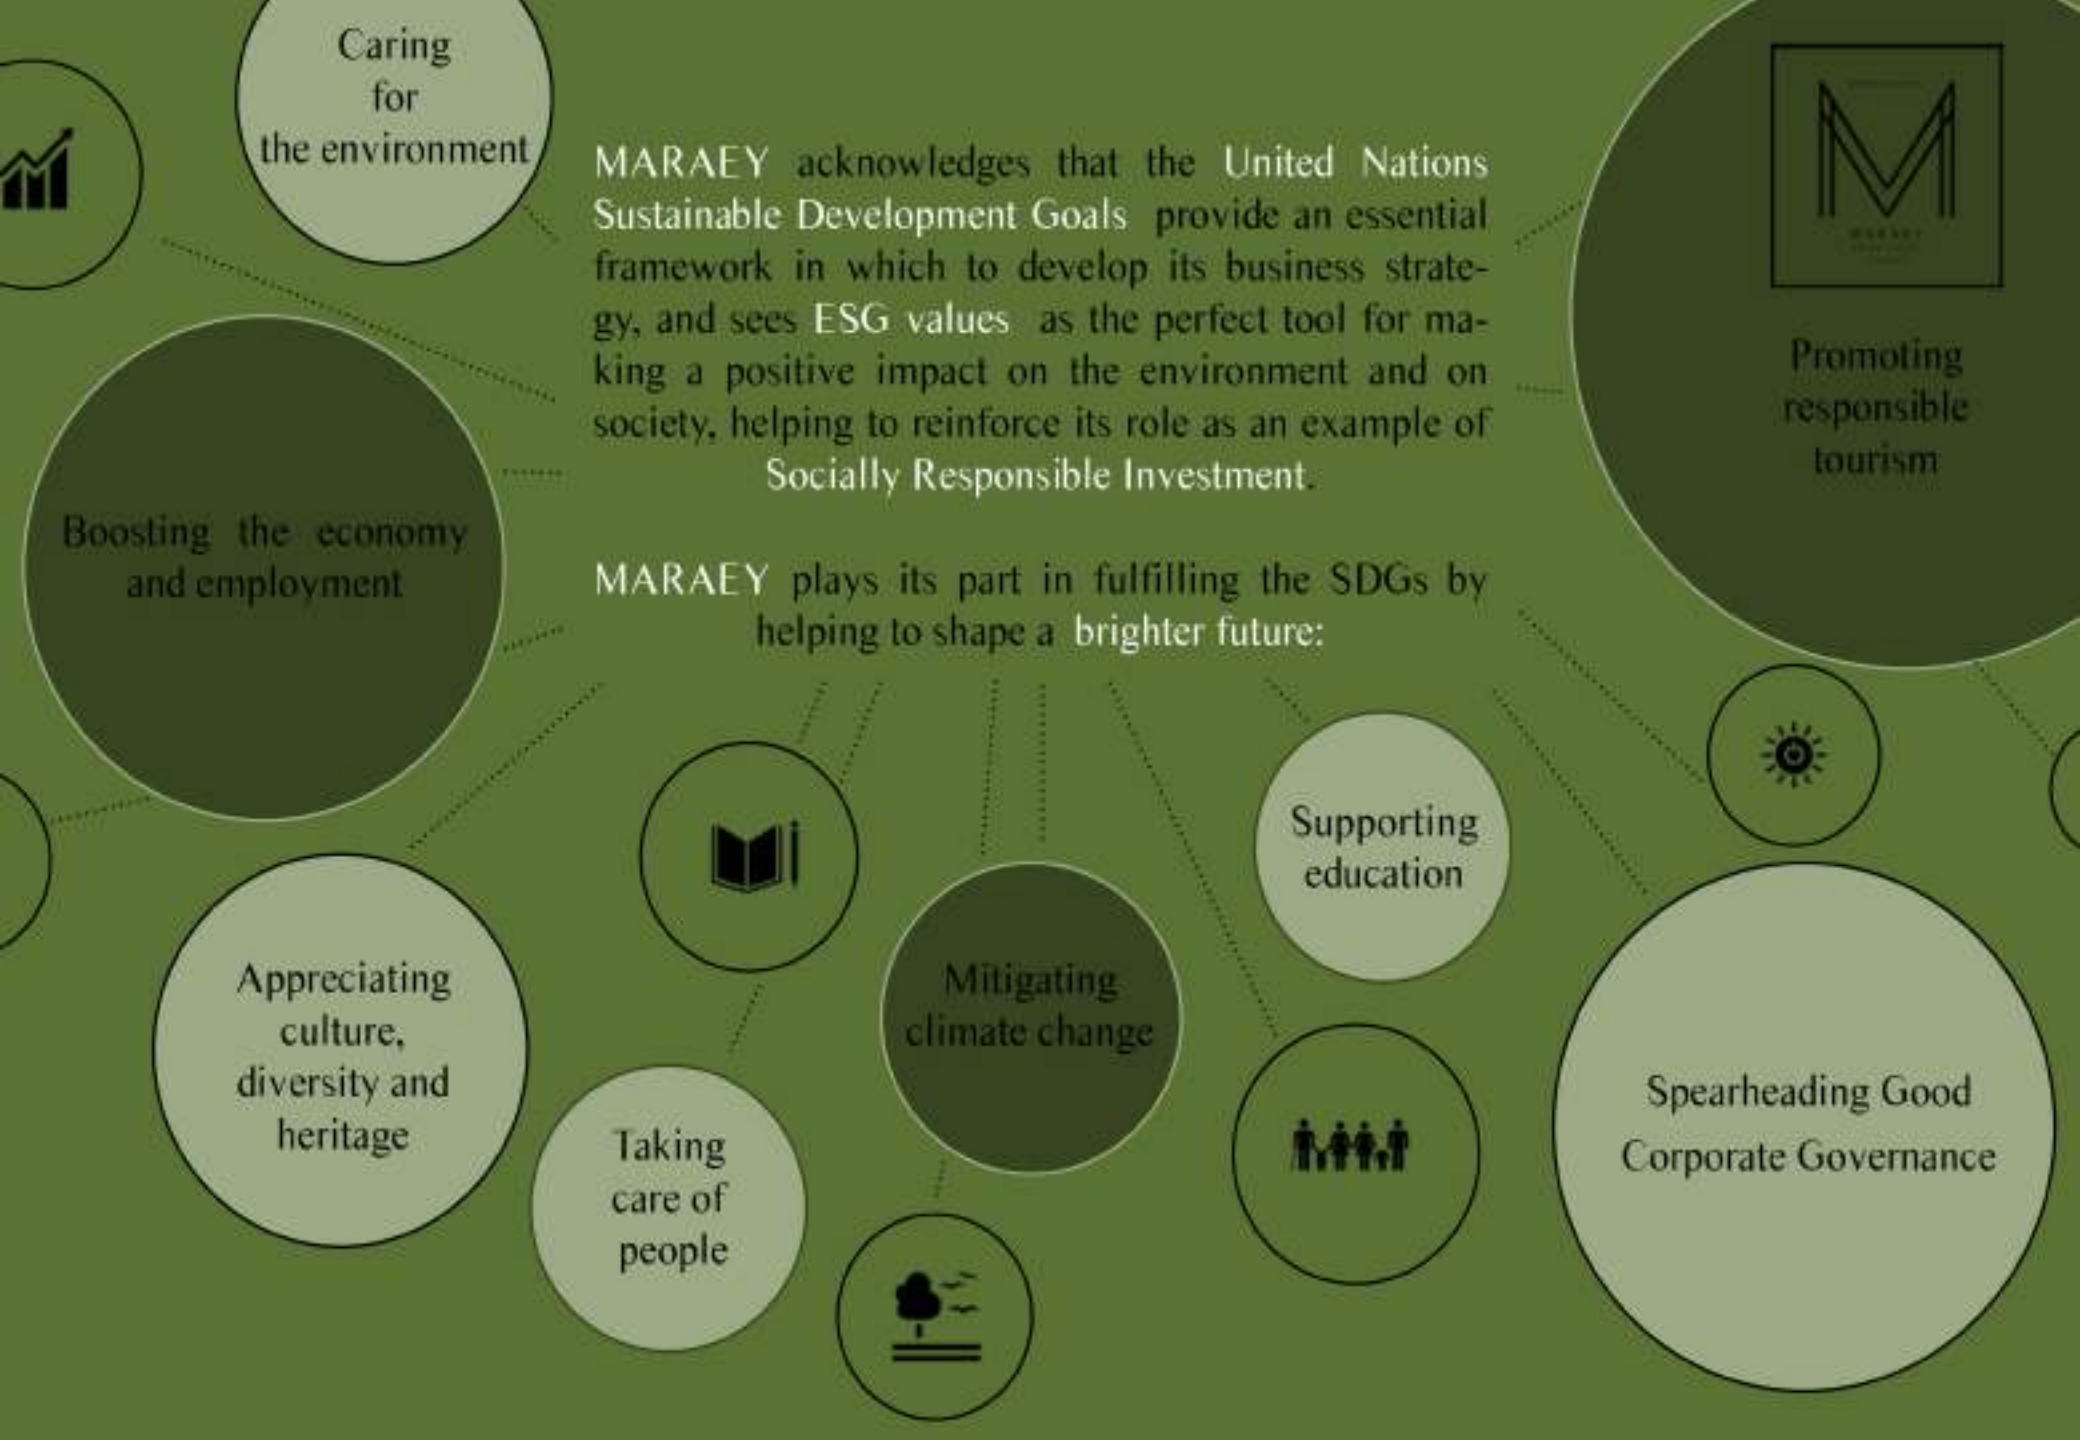 Caring
for
the environment
MARAEY acknowledges that the United Nations
Sustainable Development Goals provide an essential
framework in which to develop its business strate-
gy, and sees ESG values as the perfect tool for ma-
king a positive impact on the environment and on
society, helping to reinforce its role as an example of
Socially Responsible Investment.
MARAEY plays its part in fulfilling the SDGs by
helping to shape a brighter future:
M
MARAEY
Promoting
responsible
tourism
Boosting the economy
and employment
Supporting
education
Appreciating
culture,
diversity and
heritage
Mitigating
climate change
Taking
care of
people
Spearheading Good
Corporate Governance